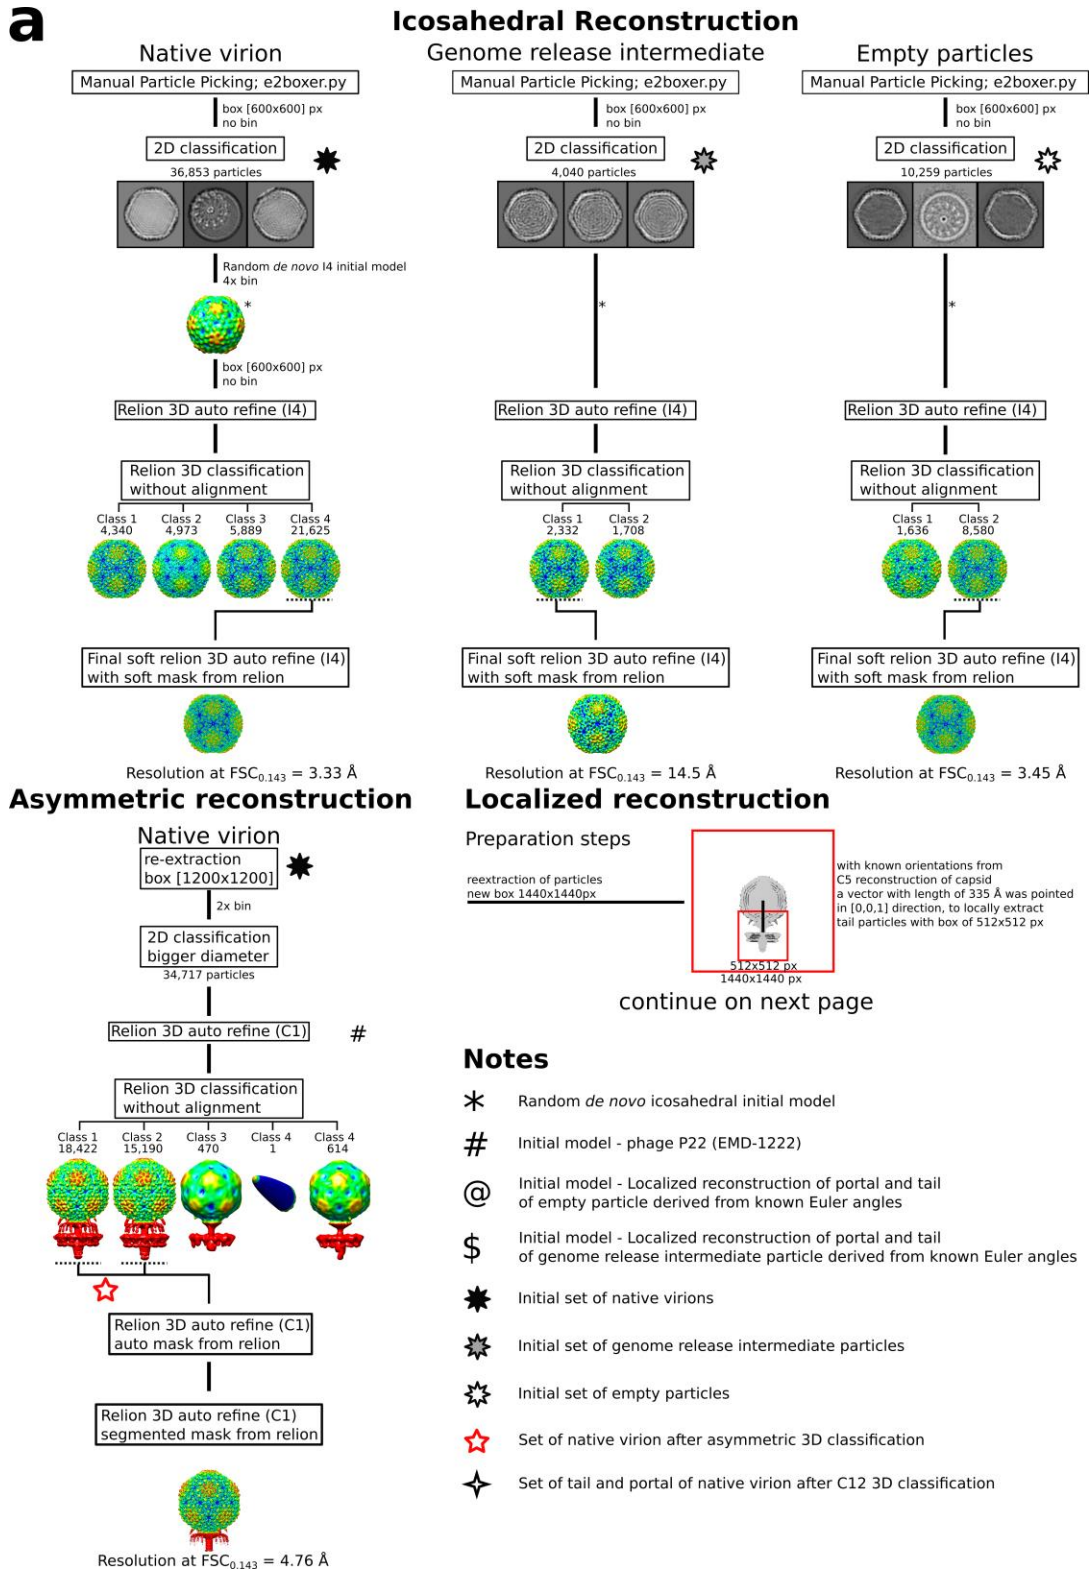 a
Icosahedral Reconstruction
Native virion
Manual Particle Picking; e2boxer.py
box [600x600] px
no bin
2D classification
36,853 particles
Random de novo I4 initial model
4x bin
*
box [600x600] px
no bin
Relion 3D auto refine (I4)
Relion 3D classification
without alignment
Class 1 Class 2 Class 3 Class 4
4,340 4,973 5,889 21,625
Final soft relion 3D auto refine (I4)
with soft mask from relion
Resolution at FSC0.143 = 3.33 Å
Genome release intermediate
Manual Particle Picking; e2boxer.py
box [600x600] px
no bin
2D classification
4,040 particles
*
Relion 3D auto refine (I4)
Relion 3D classification
without alignment
Class 1 Class 2
2,332 1,708
Final soft relion 3D auto refine (I4)
with soft mask from relion
Resolution at FSC0.143 = 14.5 Å
Empty particles
Manual Particle Picking; e2boxer.py
box [600x600] px
no bin
2D classification
10,259 particles
*
Relion 3D auto refine (I4)
Relion 3D classification
without alignment
Class 1 Class 2
1,636 8,580
Final soft relion 3D auto refine (I4)
with soft mask from relion
Resolution at FSC0.143 = 3.45 Å
Asymmetric reconstruction
Native virion
re-extraction
box [1200x1200]
2x bin
2D classification
bigger diameter
34,717 particles
Relion 3D auto refine (C1)
#
Relion 3D classification
without alignment
Class 1 Class 2 Class 3 Class 4 Class 4
18,422 15,190 470 1 614
Relion 3D auto refine (C1)
auto mask from relion
Relion 3D auto refine (C1)
segmented mask from relion
Resolution at FSC0.143 = 4.76 Å
Localized reconstruction
Preparation steps
reextraction of particles
new box 1440x1440px
512x512 px
1440x1440 px
with known orientations from
C5 reconstruction of capsid
a vector with length of 335 Å was pointed
in [0,0,1] direction, to locally extract
tail particles with box of 512x512 px
continue on next page
Notes
* Random de novo icosahedral initial model
# Initial model - phage P22 (EMD-1222)
@ Initial model - Localized reconstruction of portal and tail
of empty particle derived from known Euler angles
$ Initial model - Localized reconstruction of portal and tail
of genome release intermediate particle derived from known Euler angles
Initial set of native virions
Initial set of genome release intermediate particles
Initial set of empty particles
Set of native virion after asymmetric 3D classification
Set of tail and portal of native virion after C12 3D classification